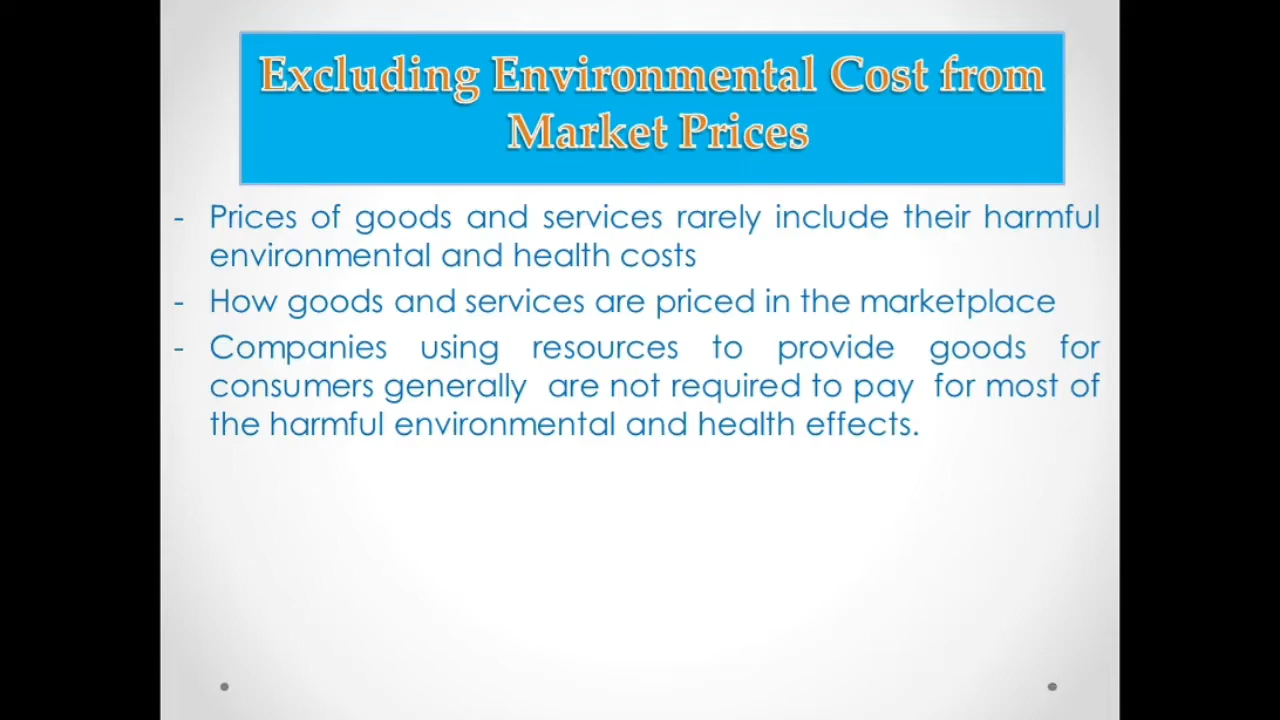 Excluding Environmental Cost from
Market Prices
- Prices of goods and services rarely include their harmful
environmental and health costs
- How goods and services are priced in the marketplace
- Companies using resources to provide goods for
consumers generally are not required to pay for most of
the harmful environmental and health effects.